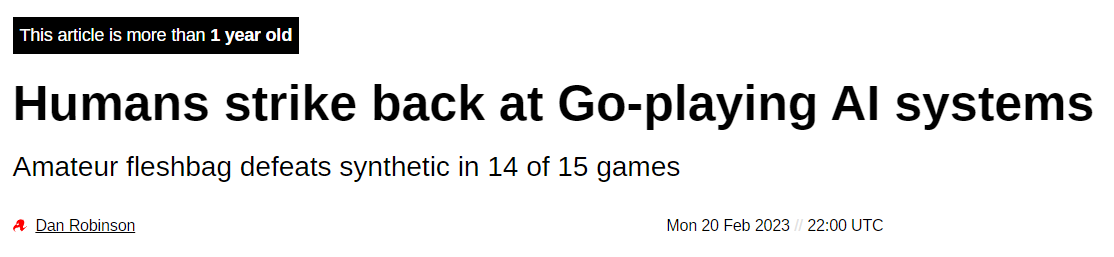 This article is more than 1 year old
Humans strike back at Go-playing AI systems
Amateur fleshbag defeats synthetic in 14 of 15 games
Dan Robinson
Mon 20 Feb 2023 // 22:00 UTC